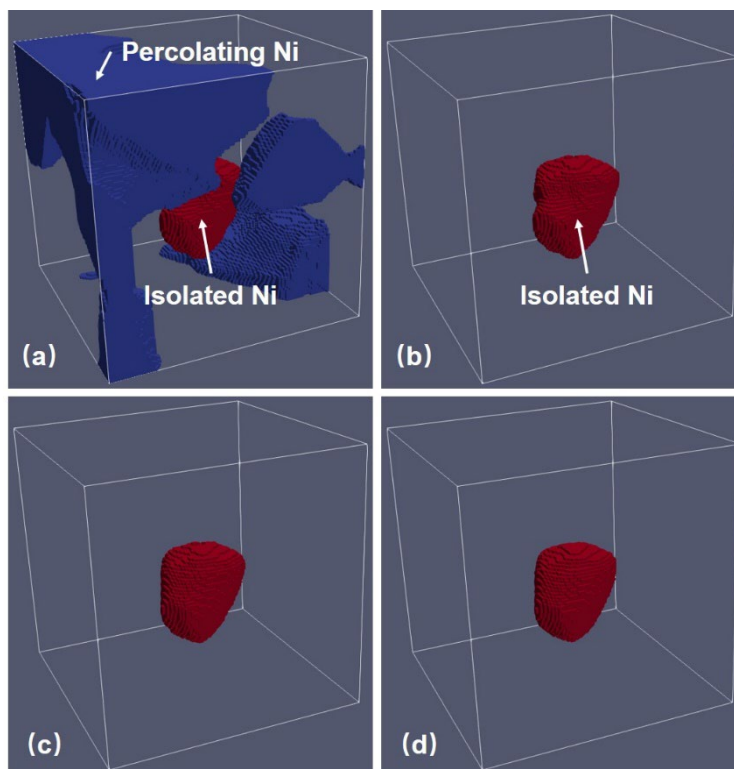 Percolating Ni
Isolated Ni
(a)
Isolated Ni
(b)
(c)
(d)